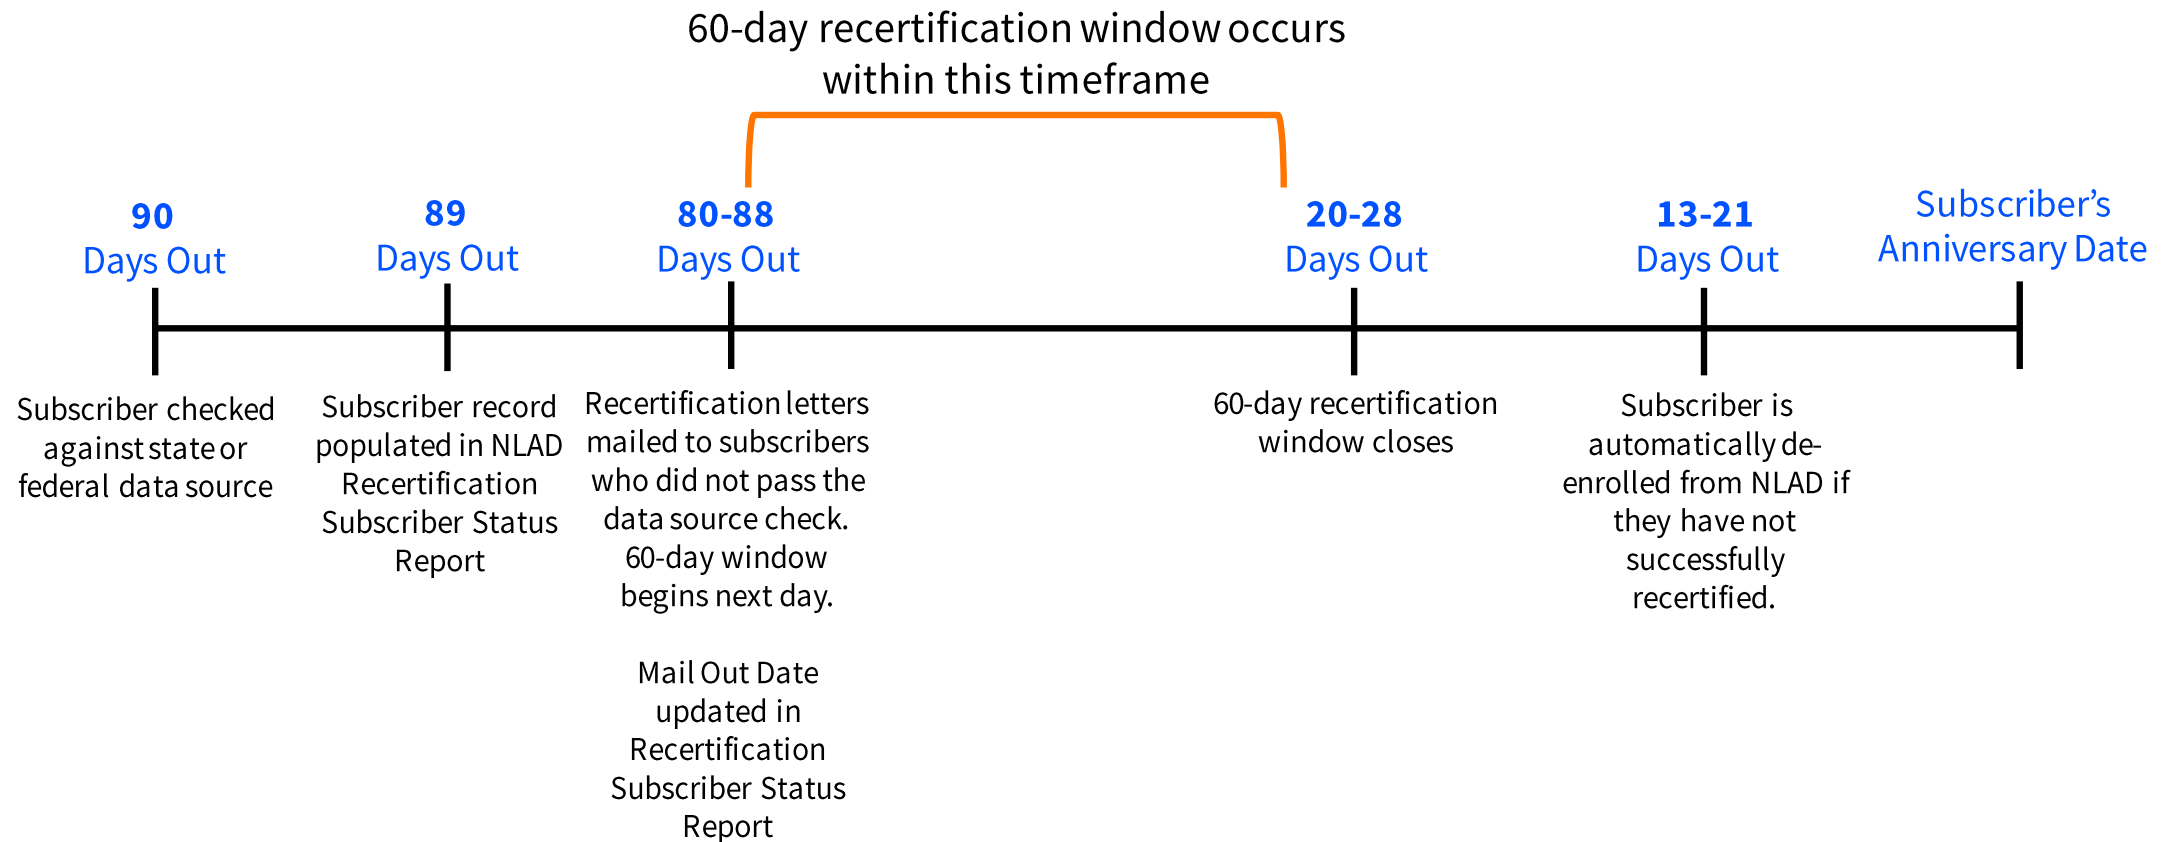 60-day recertification window occurs
within this timeframe
90
Days Out
89
Days Out
80-88
Days Out
20-28
Days Out
13-21
Days Out
Subscriber’s
Anniversary Date
Subscriber checked
against state or
federal data source
Subscriber record
populated in NLAD
Recertification
Subscriber Status
Report
Recertification letters
mailed to subscribers
who did not pass the
data source check.
60-day window
begins next day.
Mail Out Date
updated in
Recertification
Subscriber Status
Report
60-day recertification
window closes
Subscriber is
automatically de-
enrolled from NLAD if
they have not
successfully
recertified.